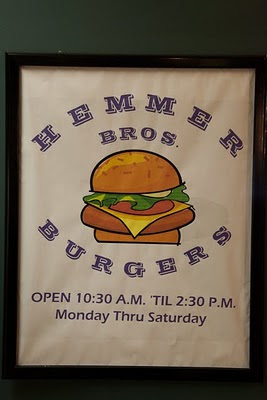 HEMMER
BROS.
BURGERS
OPEN 10:30 A.M. 'TIL 2:30 P.M.
Monday Thru Saturday